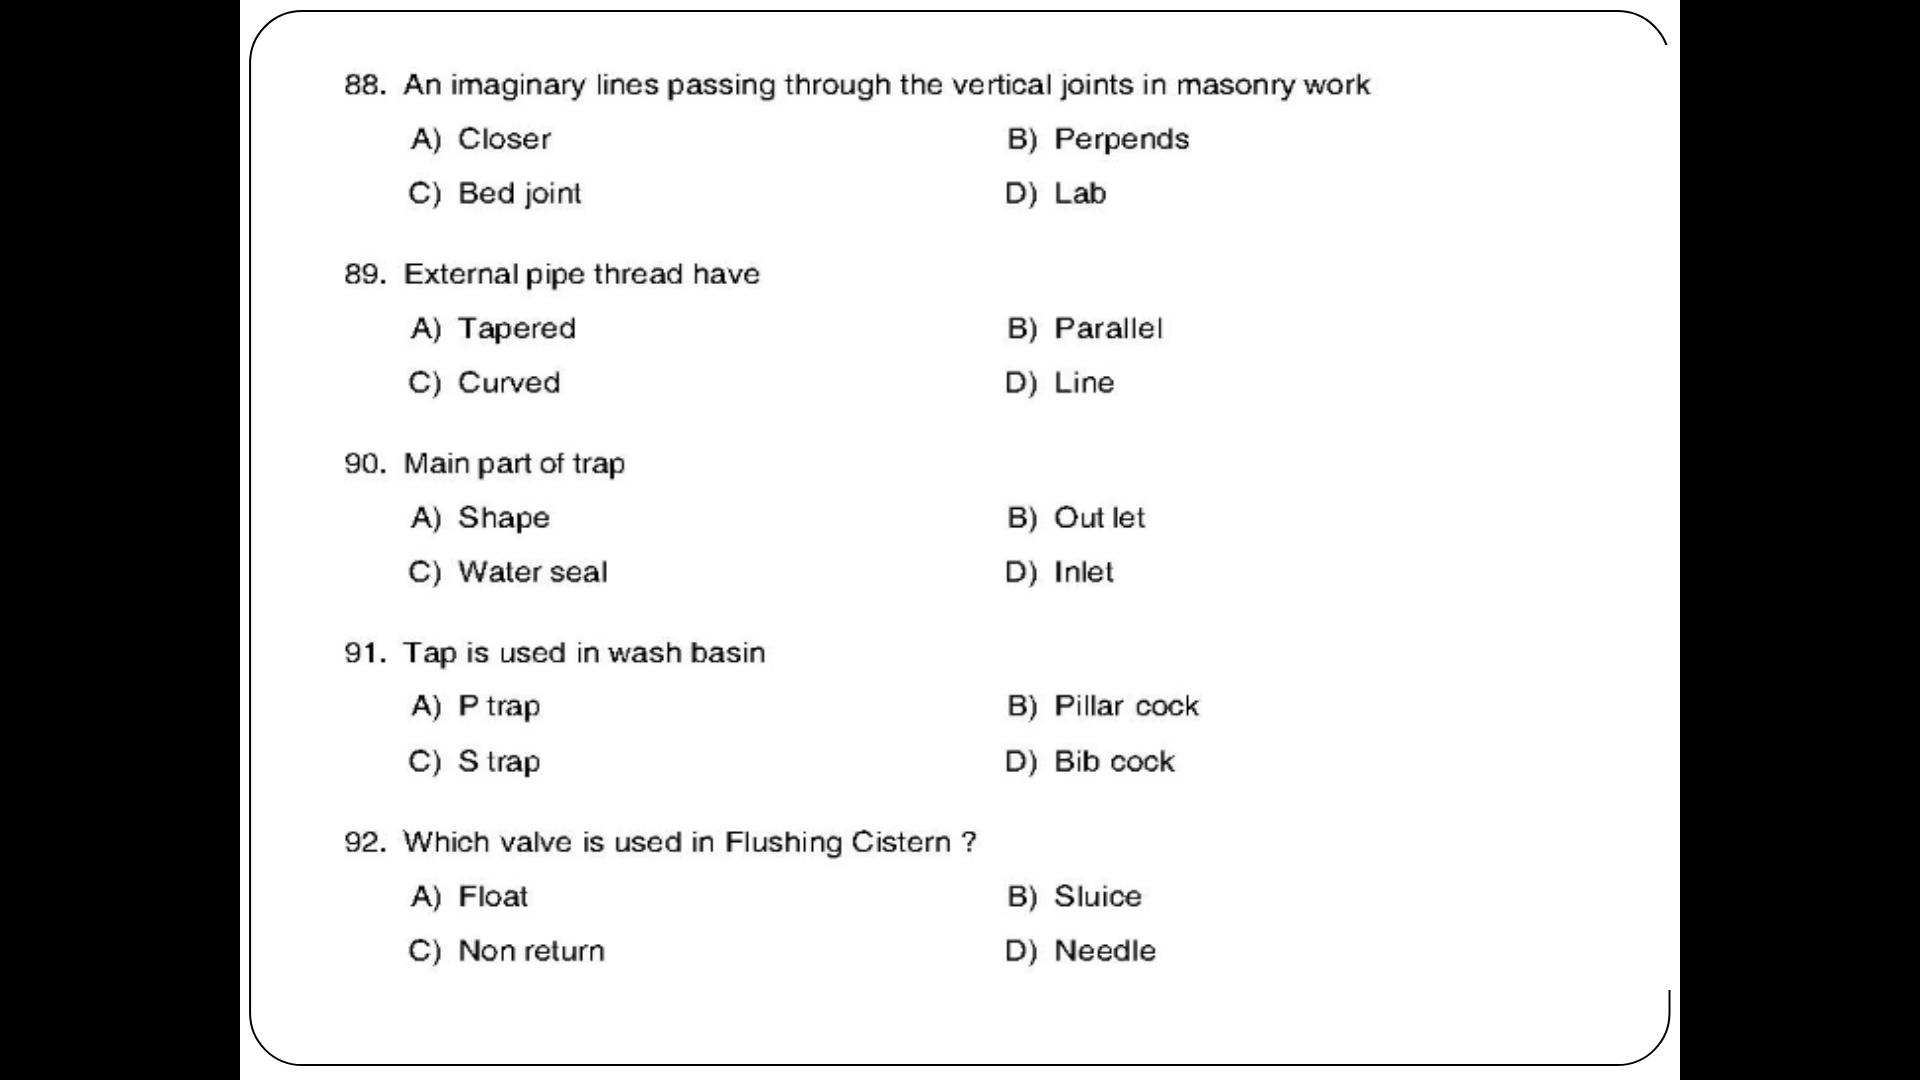 88. An imaginary lines passing through the vertical joints in masonry work
A) Closer B) Perpends
C) Bed joint D) Lab
89. External pipe thread have
A) Tapered B) Parallel
C) Curved D) Line
90. Main part of trap
A) Shape B) Out let
C) Water seal D) Inlet
91. Tap is used in wash basin
A) P trap B) Pillar cock
C) S trap D) Bib cock
92. Which valve is used in Flushing Cistern ?
A) Float B) Sluice
C) Non return D) Needle